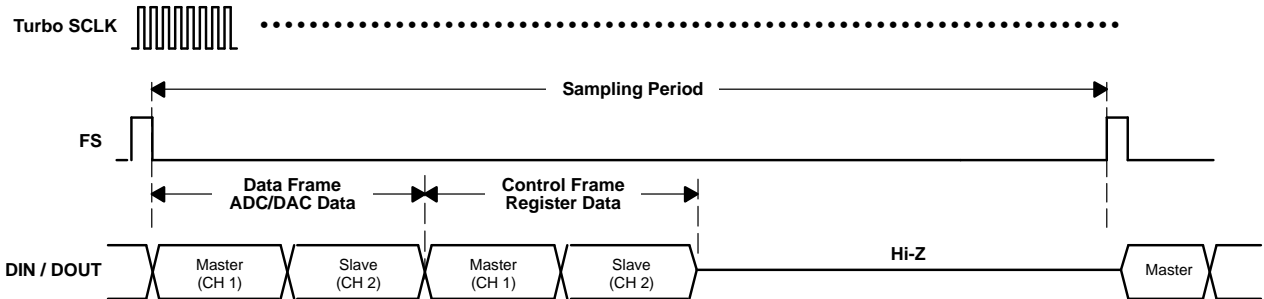 Turbo SCLK
Sampling Period
FS
Data Frame
ADC/DAC Data
Control Frame
Register Data
DIN / DOUT
Master
(CH 1)
Slave
(CH 2)
Master
(CH 1)
Slave
(CH 2)
Hi-Z
Master